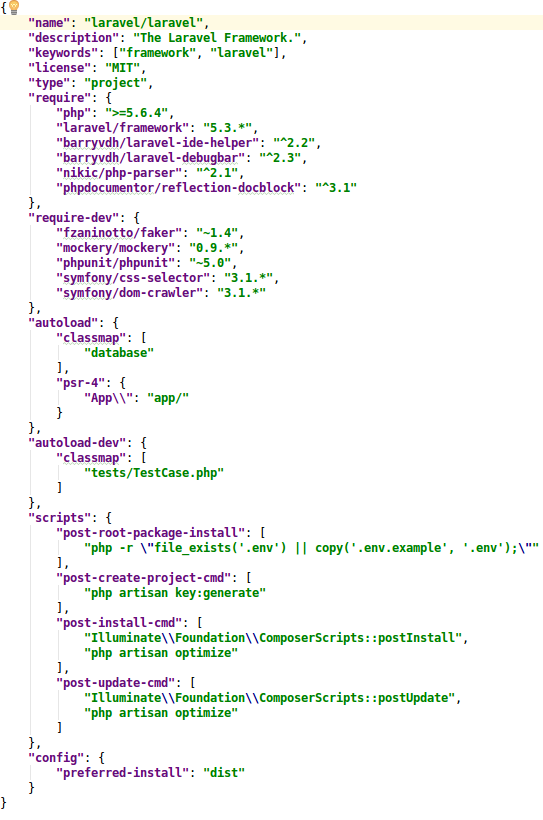 {
    "name": "laravel/laravel",
    "description": "The Laravel Framework.",
    "keywords": ["framework", "laravel"],
    "license": "MIT",
    "type": "project",
    "require": {
        "php": ">=5.6.4",
        "laravel/framework": "5.3.*",
        "barryvdh/laravel-ide-helper": "^2.2",
        "barryvdh/laravel-debugbar": "^2.3",
        "nikic/php-parser": "^2.1",
        "phpdocumentor/reflection-docblock": "^3.1"
    },
    "require-dev": {
        "fzaninotto/faker": "~1.4",
        "mockery/mockery": "0.9.*",
        "phpunit/phpunit": "~5.0",
        "symfony/css-selector": "3.1.*",
        "symfony/dom-crawler": "3.1.*"
    },
    "autoload": {
        "classmap": [
            "database"
        ],
        "psr-4": {
            "App\\": "app/"
        }
    },
    "autoload-dev": {
        "classmap": [
            "tests/TestCase.php"
        ]
    },
    "scripts": {
        "post-root-package-install": [
            "php -r \"file_exists('.env') || copy('.env.example', '.env');\""
        ],
        "post-create-project-cmd": [
            "php artisan key:generate"
        ],
        "post-install-cmd": [
            "Illuminate\\Foundation\\ComposerScripts::postInstall",
            "php artisan optimize"
        ],
        "post-update-cmd": [
            "Illuminate\\Foundation\\ComposerScripts::postUpdate",
            "php artisan optimize"
        ]
    },
    "config": {
        "preferred-install": "dist"
    }
}